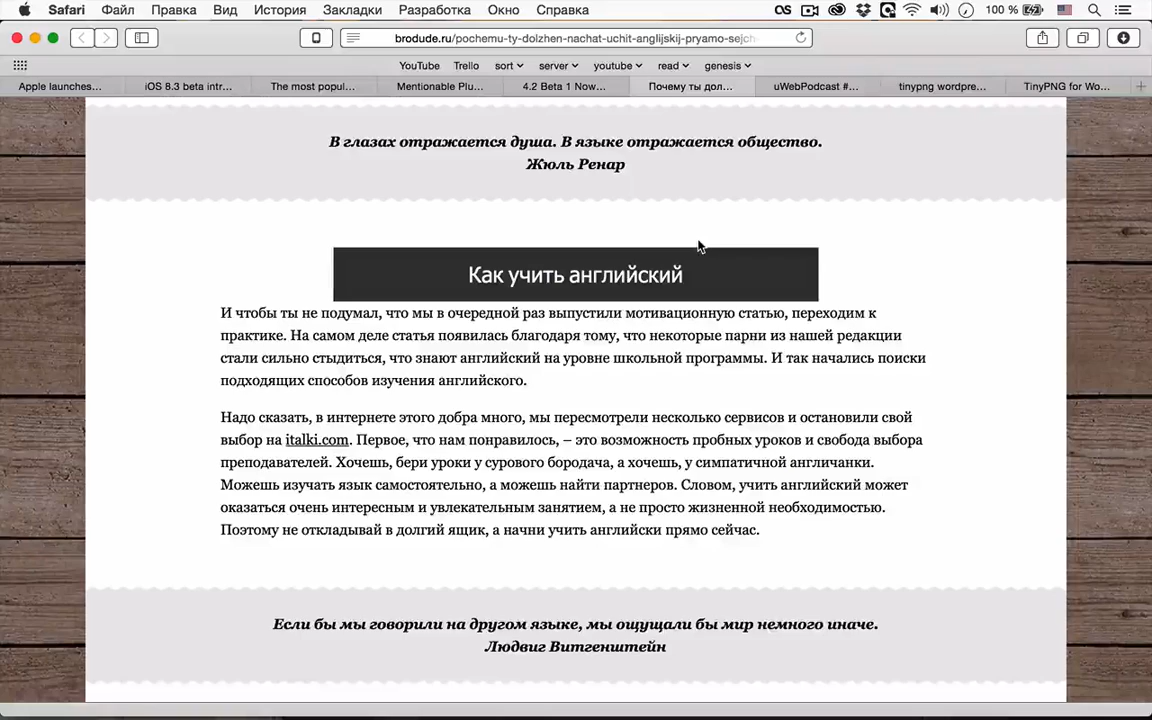 Safari Файл Правка Вид История Закладки Разработка Окно Справка 100 %
brodude.ru/pochemu-ty-dolzhen-nachat-uchit-anglijskij-pryamo-sejch
YouTube Trello sort server youtube read genesis
Apple launches... iOS 8.3 beta intr... The most popul... Mentionable Plu... 4.2 Beta 1 Now... Почему ты дол... uWebPodcast #... tinypng wordpre... TinyPNG for Wo...
В глазах отражается душа. В языке отражается общество.
Жюль Ренар
Как учить английский
И чтобы ты не подумал, что мы в очередной раз выпустили мотивационную статью, переходим к
практике. На самом деле статья появилась благодаря тому, что некоторые парни из нашей редакции
стали сильно стыдиться, что знают английский на уровне школьной программы. И так начались поиски
подходящих способов изучения английского.
Надо сказать, в интернете этого добра много, мы пересмотрели несколько сервисов и остановили свой
выбор на italki.com. Первое, что нам понравилось, – это возможность пробных уроков и свобода выбора
преподавателей. Хочешь, бери уроки у сурового бородача, а хочешь, у симпатичной англичанки.
Можешь изучать язык самостоятельно, а можешь найти партнеров. Словом, учить английский может
оказаться очень интересным и увлекательным занятием, а не просто жизненной необходимостью.
Поэтому не откладывай в долгий ящик, а начни учить английски прямо сейчас.
Если бы мы говорили на другом языке, мы ощущали бы мир немного иначе.
Людвиг Витгенштейн